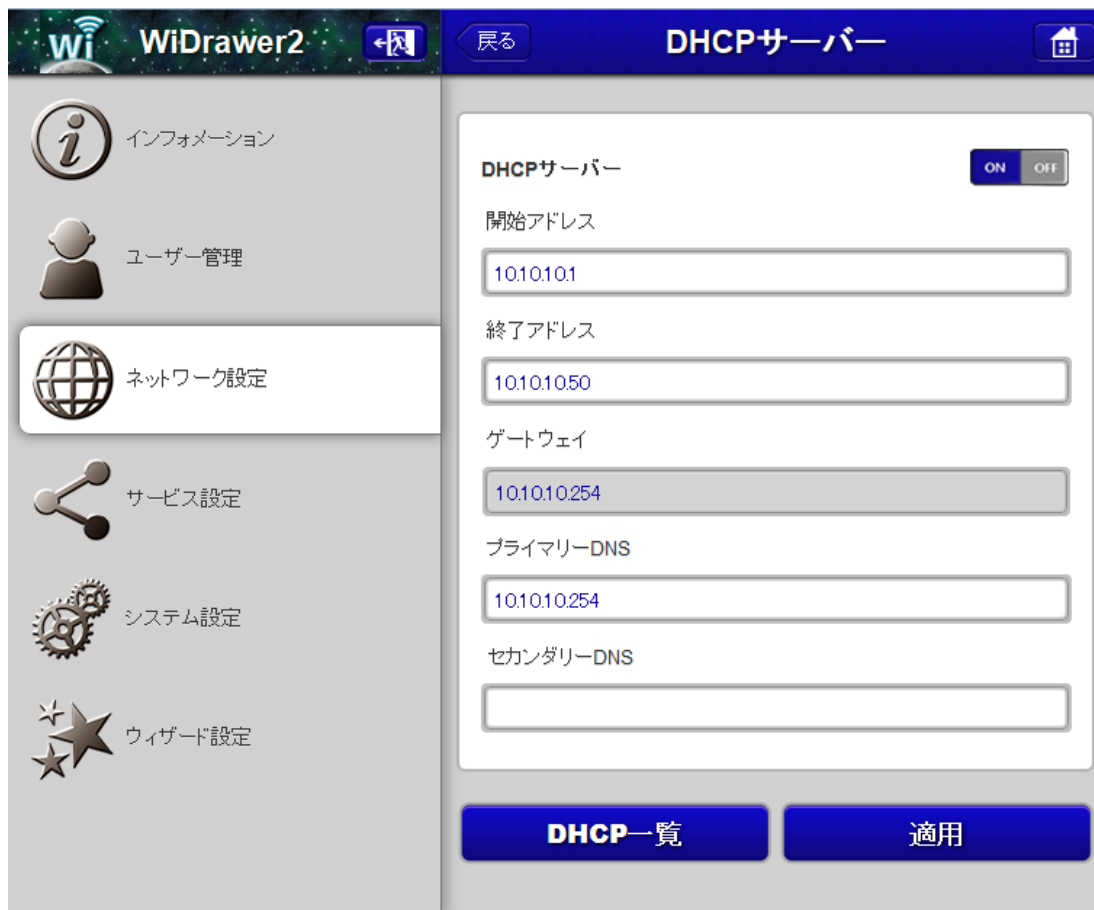 Wi WiDrawer2
インフォメーション
ユーザー管理
ネットワーク設定
サービス設定
システム設定
ウィザード設定
戻る DHCPサーバー
DHCPサーバー ON OFF
開始アドレス
10.10.10.1
終了アドレス
10.10.10.50
ゲートウェイ
10.10.10.254
プライマリーDNS
10.10.10.254
セカンダリーDNS
DHCP一覧 適用